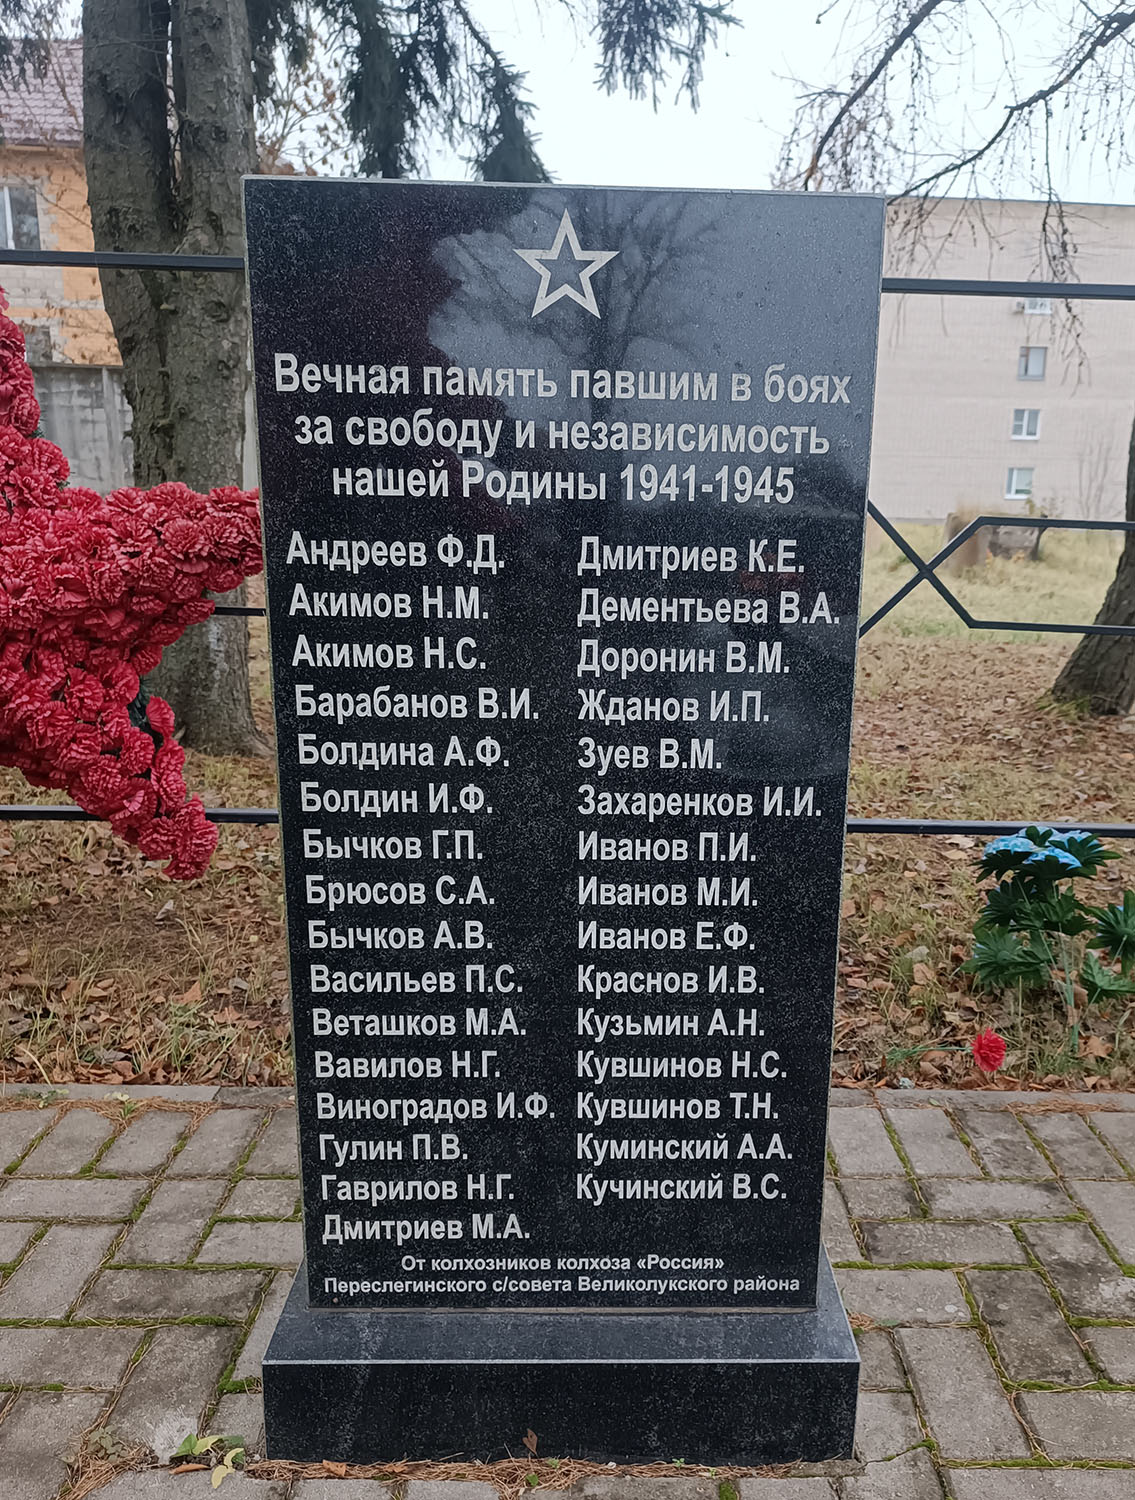 Вечная память павшим в боях
за свободу и независимость
нашей Родины 1941-1945
Андреев Ф.Д.
Акимов Н.М.
Акимов Н.С.
Барабанов В.И.
Болдина А.Ф.
Болдин И.Ф.
Бычков Г.П.
Брюсов С.А.
Бычков А.В.
Васильев П.С.
Веташков М.А.
Вавилов Н.Г.
Виноградов И.Ф.
Гулин П.В.
Гаврилов Н.Г.
Дмитриев М.А.
Дмитриев К.Е.
Дементьева В.А.
Доронин В.М.
Жданов И.П.
Зуев В.М.
Захаренков И.И.
Иванов П.И.
Иванов М.И.
Иванов Е.Ф.
Краснов И.В.
Кузьмин А.Н.
Кувшинов Н.С.
Кувшинов Т.Н.
Куминский А.А.
Кучинский В.С.
От колхозников колхоза «Россия»
Переслегинского с/совета Великолукского района